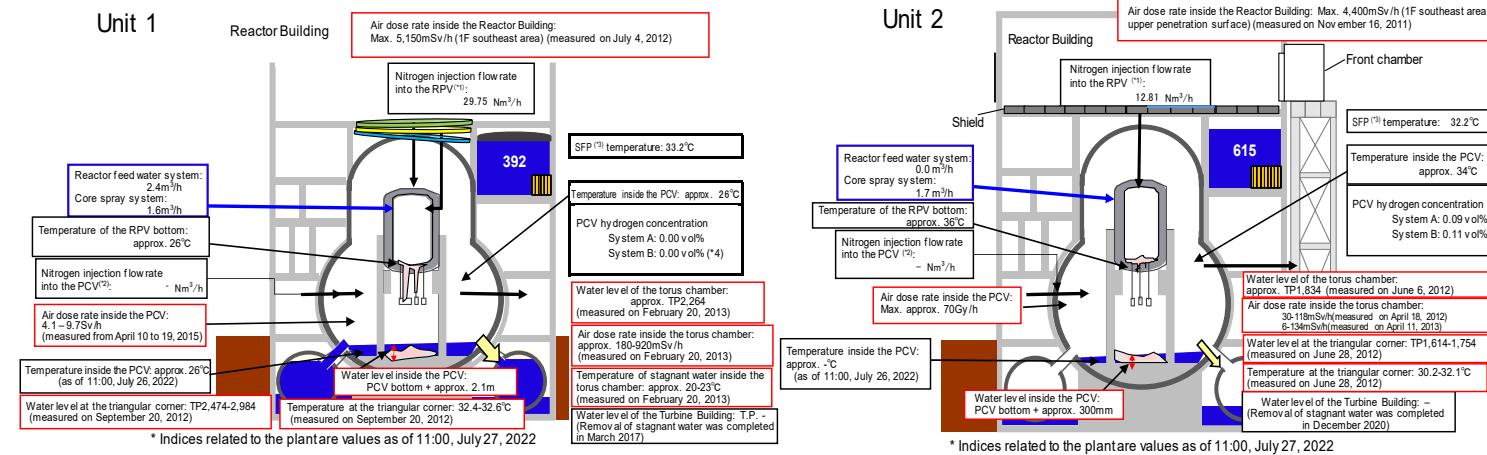 Unit 1
Reactor Building
Air dose rate inside the Reactor Building:
Max. 5,150mSv/h (1F southeast area) (measured on July 4, 2012)
Nitrogen injection flow rate
into the RPV(*1):
29.75 Nm³/h
392
SFP (*3) temperature: 33.2℃
Reactor feed water system:
2.4m³/h
Core spray system:
1.6m³/h
Temperature inside the PCV: approx. 26℃
PCV hydrogen concentration
System A: 0.00 vol%
System B: 0.00 vol% (*4)
Temperature of the RPV bottom:
approx. 26℃
Nitrogen injection flow rate
into the PCV(*2): - Nm³/h
Air dose rate inside the PCV:
4.1 – 9.7Sv/h
(measured from April 10 to 19, 2015)
Water level of the torus chamber:
approx. TP2,264
(measured on February 20, 2013)
Air dose rate inside the torus chamber:
approx. 180-920mSv/h
(measured on February 20, 2013)
Temperature inside the PCV: approx. 26℃
(as of 11:00, July 26, 2022)
Water level inside the PCV:
PCV bottom + approx. 2.1m
Temperature of stagnant water inside the
torus chamber: approx. 20-23℃
(measured on February 20, 2013)
Water level at the triangular corner: TP2,474-2,984
(measured on September 20, 2012)
Temperature at the triangular corner: 32.4-32.6℃
(measured on September 20, 2012)
Water level of the Turbine Building: T.P. -
(Removal of stagnant water was completed
in March 2017)
* Indices related to the plant are values as of 11:00, July 27, 2022
Unit 2
Reactor Building
Air dose rate inside the Reactor Building: Max. 4,400mSv/h (1F southeast area
upper penetration surface) (measured on November 16, 2011)
Front chamber
Nitrogen injection flow rate
into the RPV (*1):
12.81 Nm³/h
Shield
615
SFP (*3) temperature: 32.2℃
Reactor feed water system:
0.0 m³/h
Core spray system:
1.7 m³/h
Temperature inside the PCV:
approx. 34℃
PCV hydrogen concentration
System A: 0.09 vol%
System B: 0.11 vol%
Temperature of the RPV bottom:
approx. 36℃
Nitrogen injection flow rate
into the PCV(*2):
– Nm³/h
Air dose rate inside the PCV:
Max. approx. 70Gy/h
Water level of the torus chamber:
approx. TP1,834 (measured on June 6, 2012)
Air dose rate inside the torus chamber:
30-118mSv/h(measured on April 18, 2012)
6-134mSv/h(measured on April 11, 2013)
Water level at the triangular corner: TP1,614-1,754
(measured on June 28, 2012)
Temperature inside the PCV:
approx. -℃
(as of 11:00, July 26, 2022)
Temperature at the triangular corner: 30.2-32.1℃
(measured on June 28, 2012)
Water level inside the PCV:
PCV bottom + approx. 300mm
Water level of the Turbine Building: –
(Removal of stagnant water was completed
in December 2020)
* Indices related to the plant are values as of 11:00, July 27, 2022